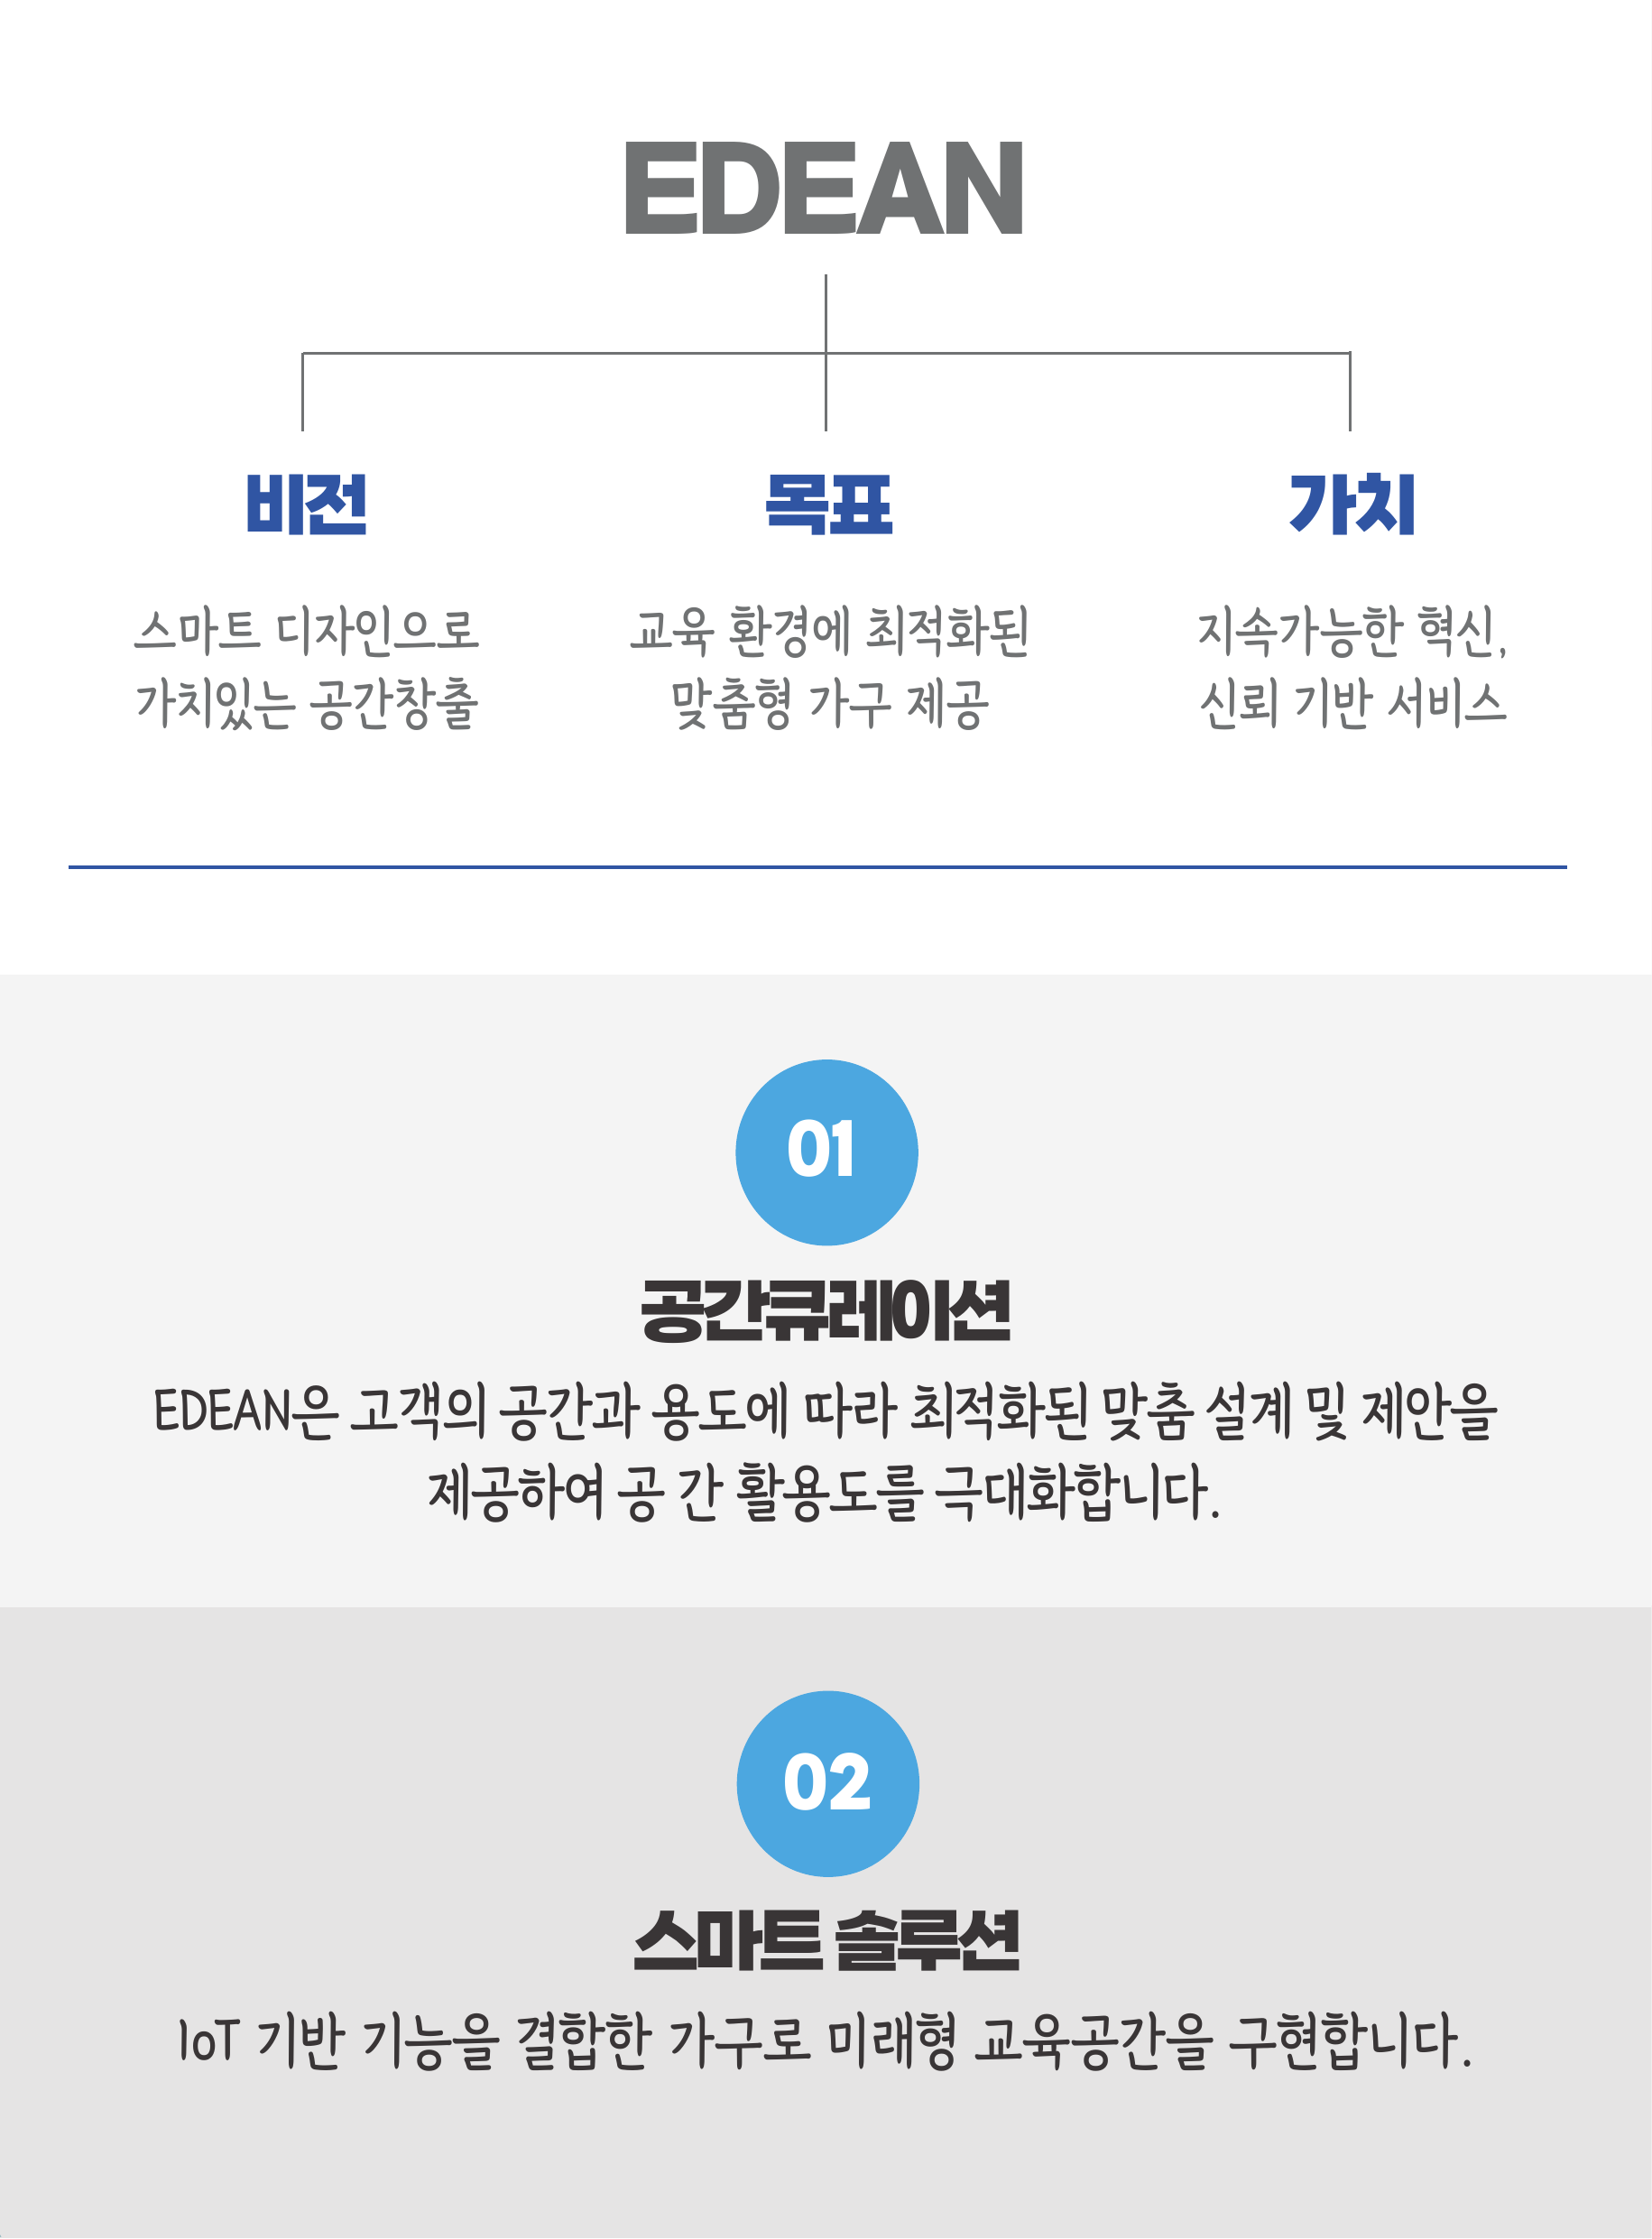 EDEAN
비전
목표
가치
스마트 디자인으로
가치있는 공간창출
교육 환경에 최적화된
맞춤형 가구 제공
지속가능한 혁신,
신뢰 기반 서비스
01
공간큐레이션
EDEAN은 고객의 공간과 용도에 따라 최적화된 맞춤 설계 및 제안을
제공하여 공 간 활용도를 극대화합니다.
02
스마트 솔루션
IoT 기반 기능을 결합한 가구로 미래형 교육공간을 구현합니다.